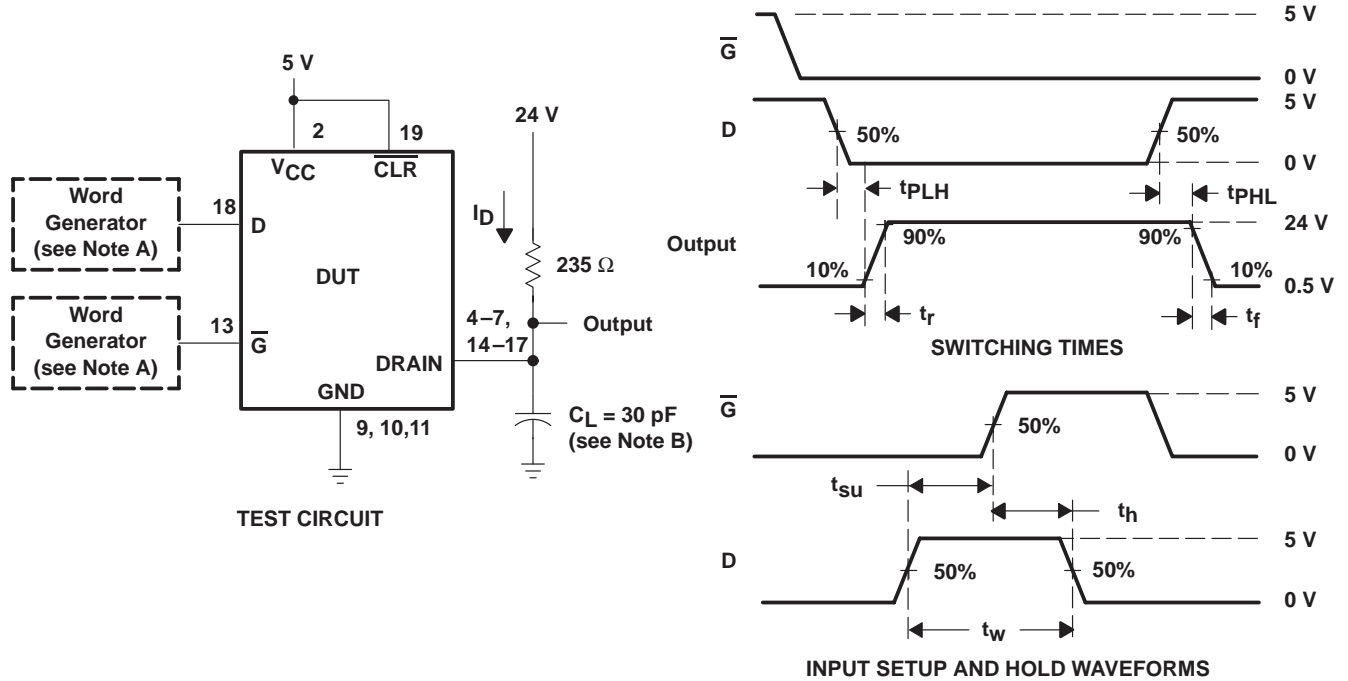 5 V
2
19
VCC
CLR
24 V
Word
Generator
(see Note A)
18
D
ID
235 Ω
DUT
Word
Generator
(see Note A)
13
G
4–7,
14–17
Output
DRAIN
GND
9, 10,11
CL = 30 pF
(see Note B)
TEST CIRCUIT
G
5 V
0 V
D
5 V
50%
50%
0 V
tPLH
tPHL
Output
24 V
90%
90%
10%
10%
0.5 V
tr
tf
SWITCHING TIMES
G
5 V
50%
0 V
tsu
th
D
5 V
50%
50%
0 V
tw
INPUT SETUP AND HOLD WAVEFORMS